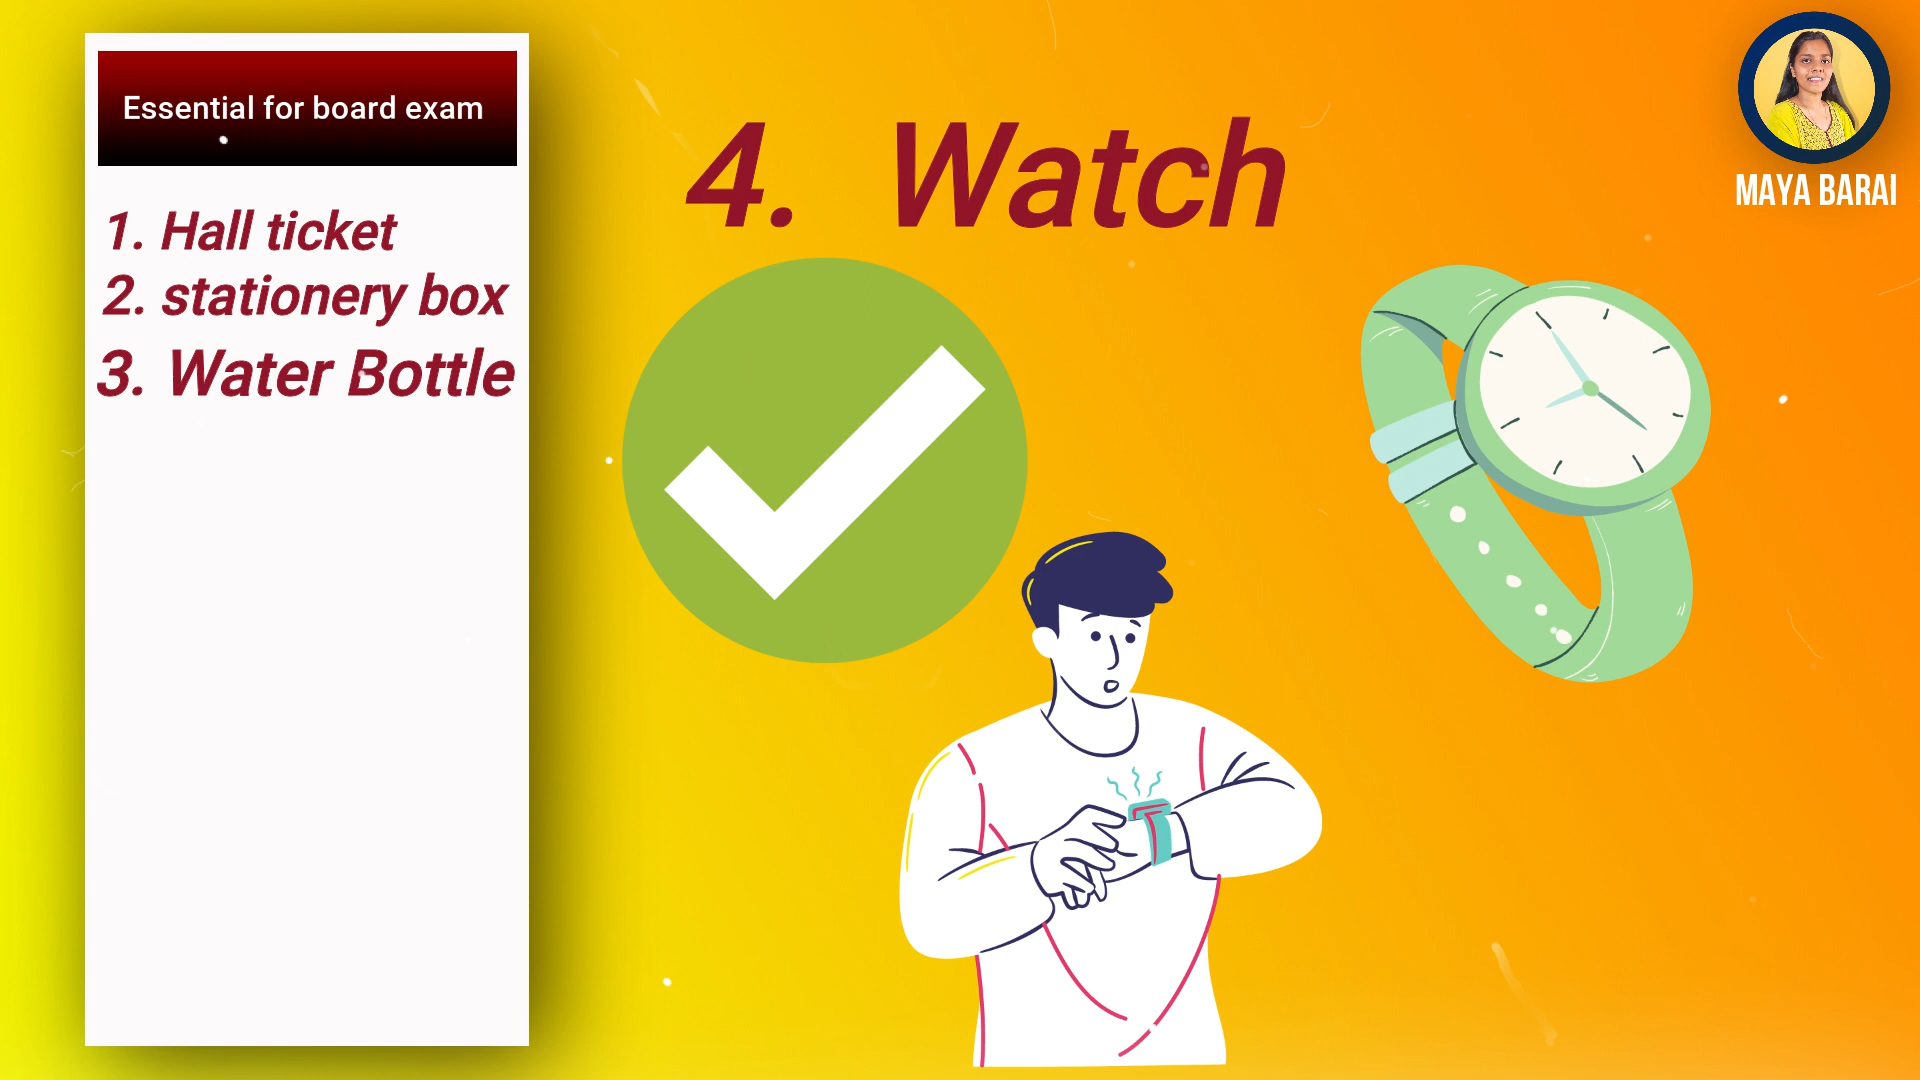 Essential for board exam
1. Hall ticket
2. stationery box
3. Water Bottle
4. Watch
MAYA BARAI